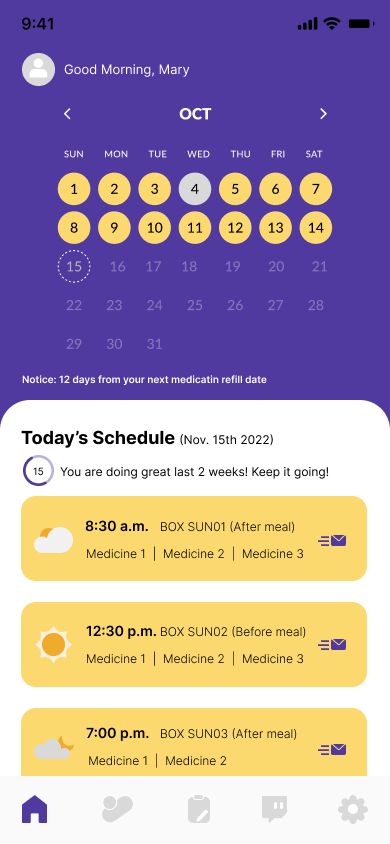 9:41
Good Morning, Mary
OCT
SUN MON TUE WED THU FRI SAT
1 2 3 4 5 6 7
8 9 10 11 12 13 14
15 16 17 18 19 20 21
22 23 24 25 26 27 28
29 30 31
Notice: 12 days from your next medicatin refill date
Today's Schedule (Nov. 15th 2022)
15 You are doing great last 2 weeks! Keep it going!
8:30 a.m. BOX SUN01 (After meal)
Medicine 1 | Medicine 2 | Medicine 3
12:30 p.m. BOX SUN02 (Before meal)
Medicine 1 | Medicine 2 | Medicine 3
7:00 p.m. BOX SUN03 (After meal)
Medicine 1 | Medicine 2